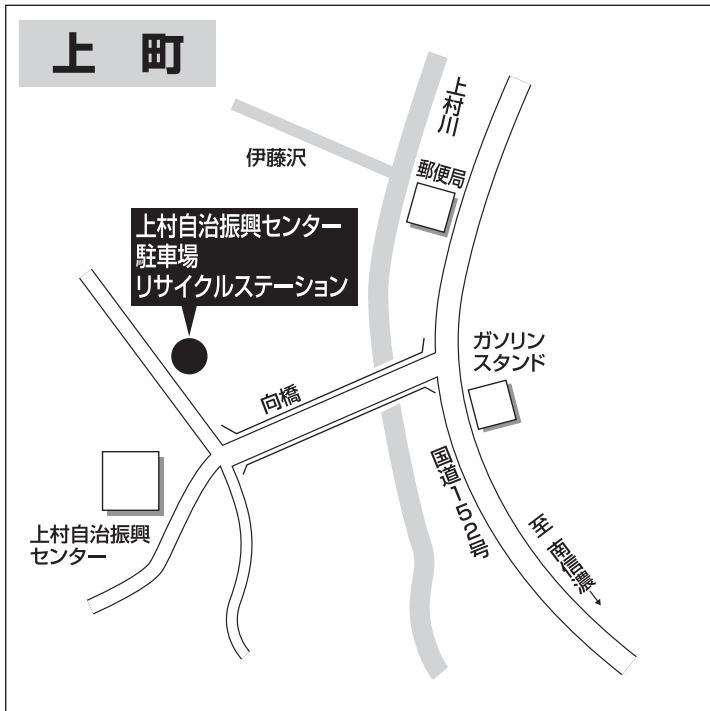 上 町
上村川
伊藤沢
郵便局
上村自治振興センター
駐車場
リサイクルステーション
ガソリン
スタンド
向橋
国道152号
上村自治振興
センター
至 南信濃→